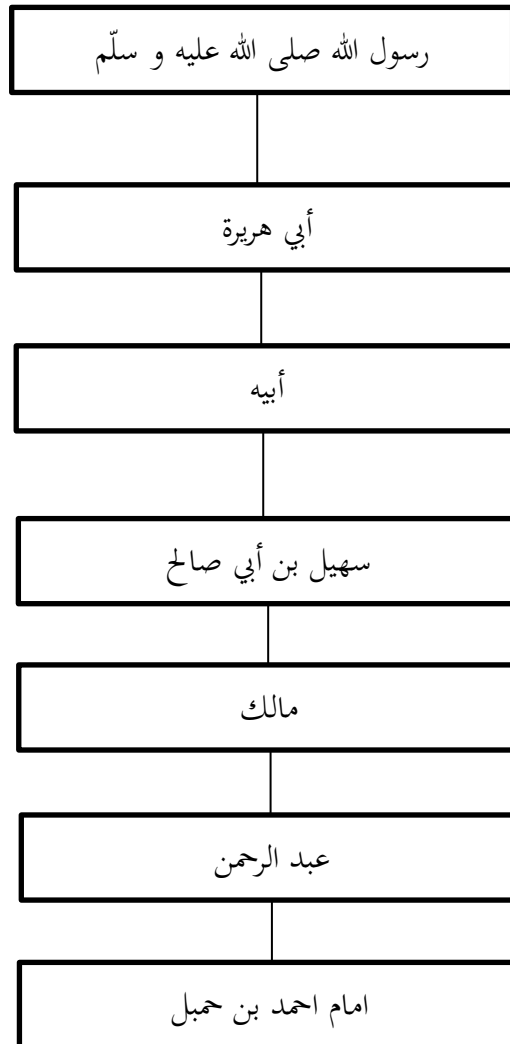 رسول الله صلى الله عليه و سلّم
أبي هريرة
أبيه
سهيل بن أبي صالح
مالك
عبد الرحمن
امام احمد بن حمبل